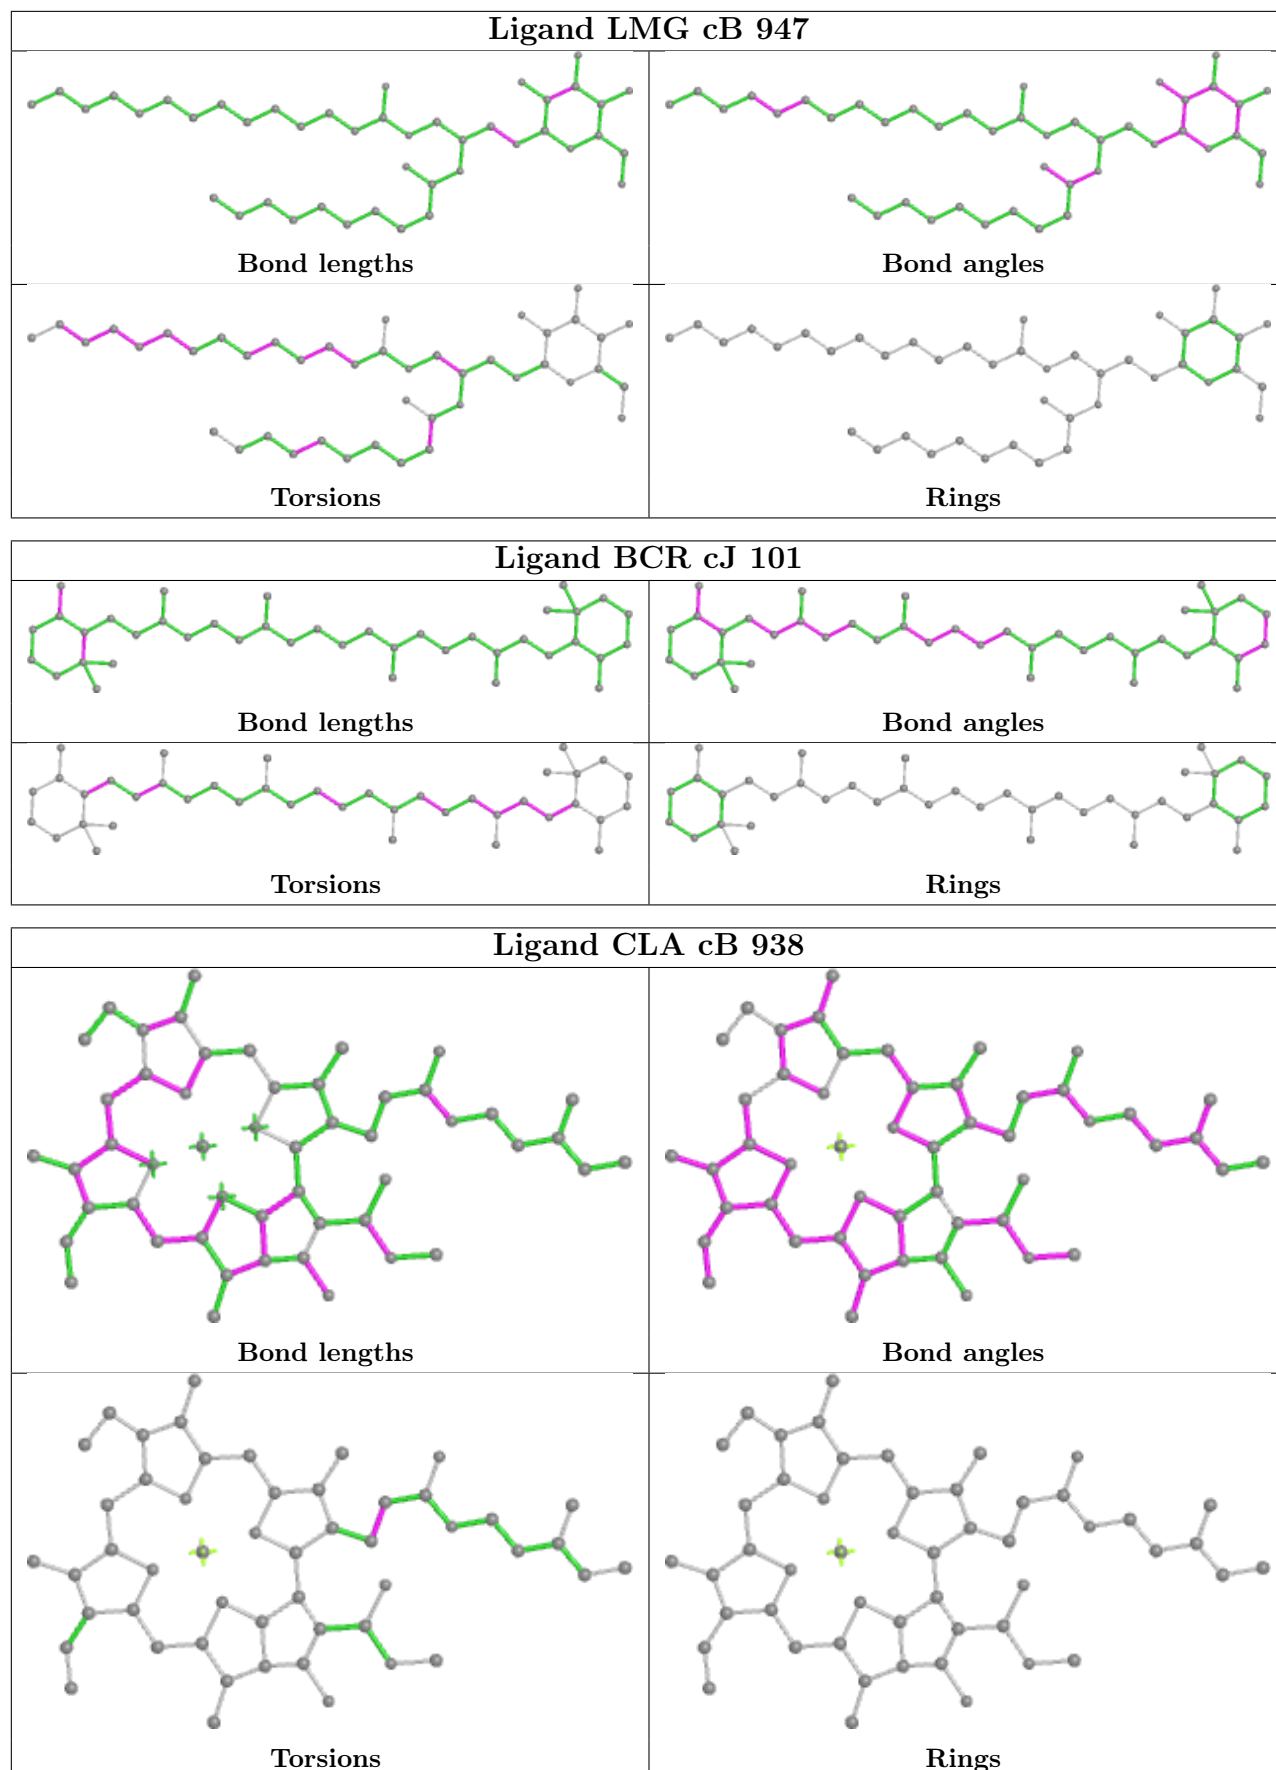 Ligand LMG cB 947
Bond lengths
Bond angles
Torsions
Rings
Ligand BCR cJ 101
Bond lengths
Bond angles
Torsions
Rings
Ligand CLA cB 938
Bond lengths
Bond angles
Torsions
Rings